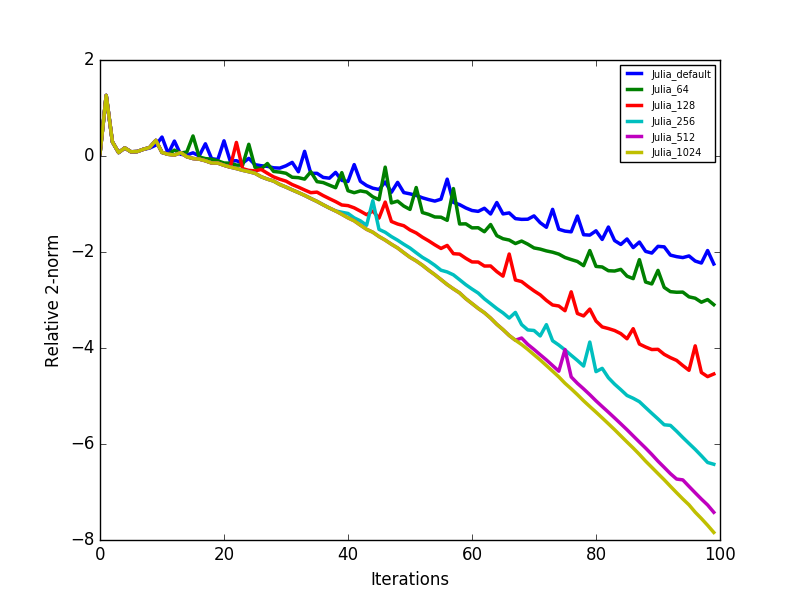 2
0
−2
−4
−6
−8
Relative 2-norm
0 20 40 60 80 100
Iterations
Julia_default
Julia_64
Julia_128
Julia_256
Julia_512
Julia_1024